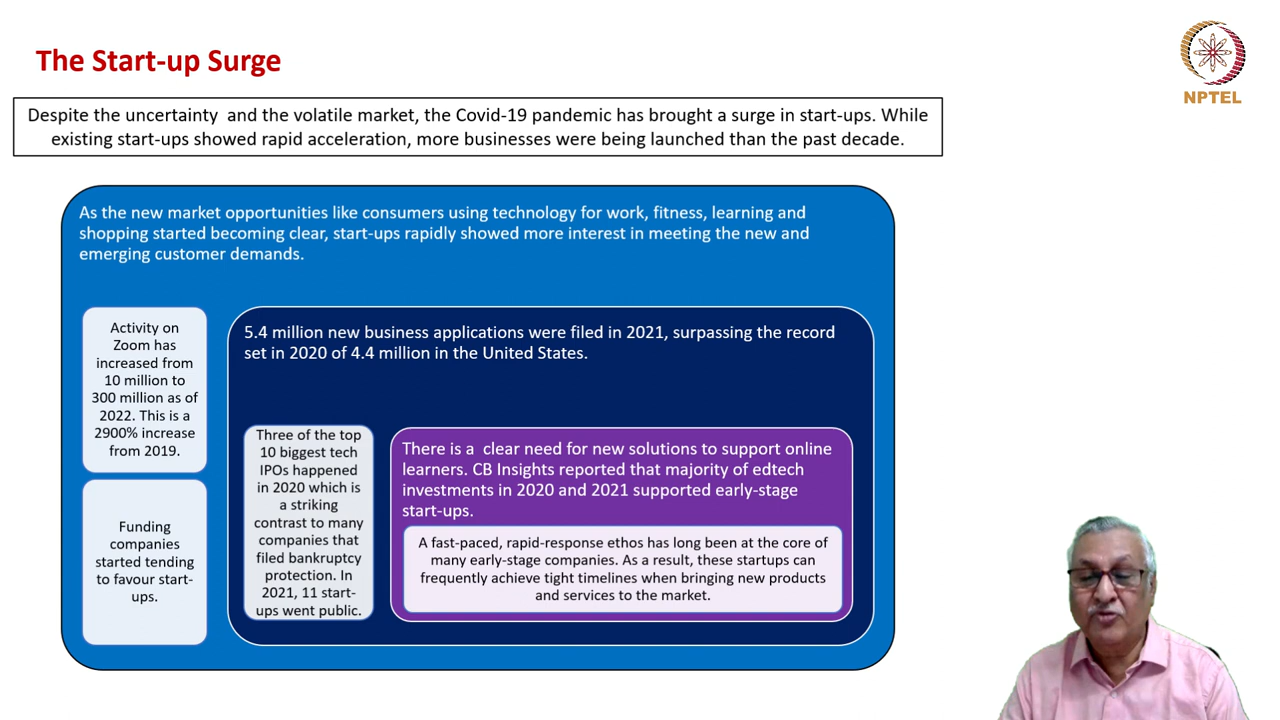 The Start-up Surge
NPTEL
Despite the uncertainty and the volatile market, the Covid-19 pandemic has brought a surge in start-ups. While
existing start-ups showed rapid acceleration, more businesses were being launched than the past decade.
As the new market opportunities like consumers using technology for work, fitness, learning and
shopping started becoming clear, start-ups rapidly showed more interest in meeting the new and
emerging customer demands.
Activity on
Zoom has
increased from
10 million to
300 million as of
2022. This is a
2900% increase
from 2019.
Funding
companies
started tending
to favour start-
ups.
5.4 million new business applications were filed in 2021, surpassing the record
set in 2020 of 4.4 million in the United States.
Three of the top
10 biggest tech
IPOs happened
in 2020 which is
a striking
contrast to many
companies that
filed bankruptcy
protection. In
2021, 11 start-
ups went public.
There is a clear need for new solutions to support online
learners. CB Insights reported that majority of edtech
investments in 2020 and 2021 supported early-stage
start-ups.
A fast-paced, rapid-response ethos has long been at the core of
many early-stage companies. As a result, these startups can
frequently achieve tight timelines when bringing new products
and services to the market.